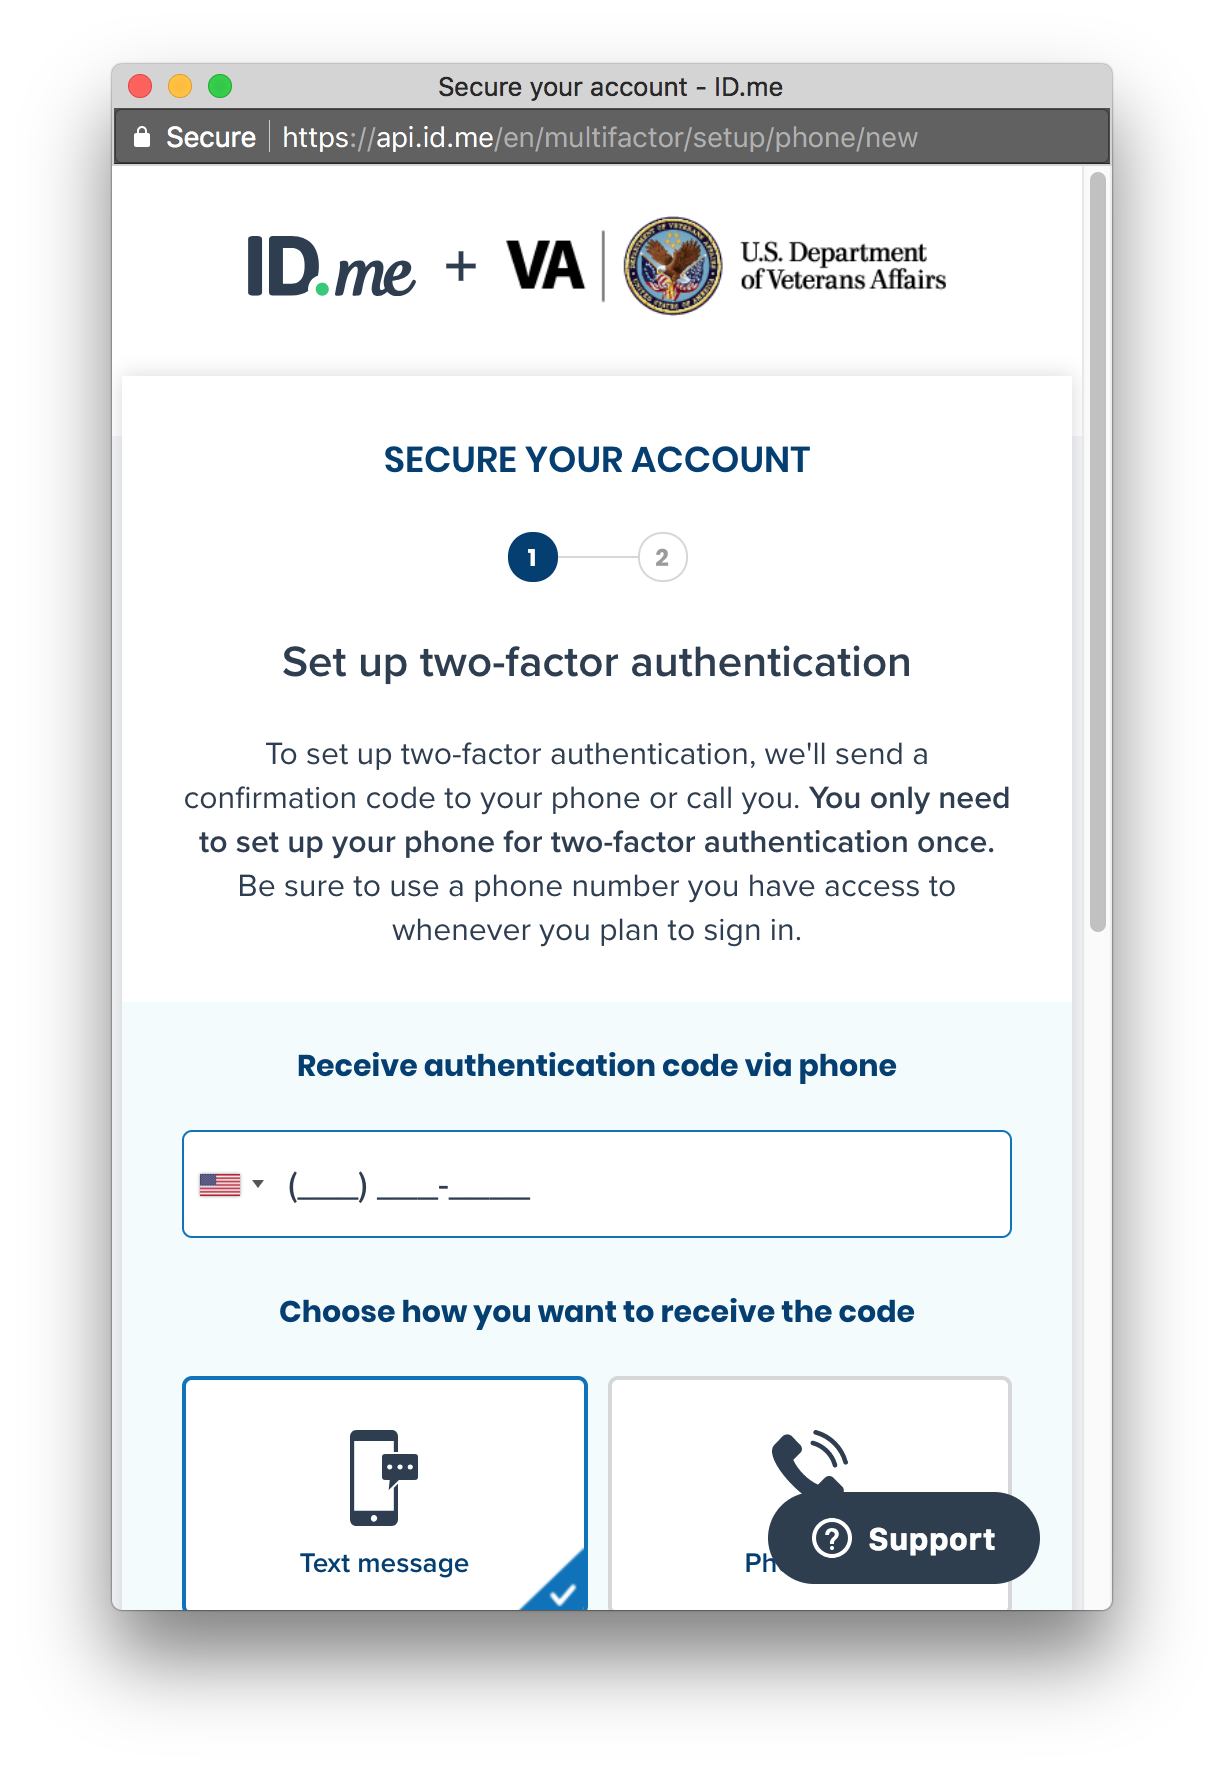 Secure your account - ID.me
Secure https://api.id.me/en/multifactor/setup/phone/new
ID.me + VA U.S. Department
of Veterans Affairs
SECURE YOUR ACCOUNT
1 2
Set up two-factor authentication
To set up two-factor authentication, we'll send a
confirmation code to your phone or call you. You only need
to set up your phone for two-factor authentication once.
Be sure to use a phone number you have access to
whenever you plan to sign in.
Receive authentication code via phone
(___) ___-____
Choose how you want to receive the code
Text message
Support